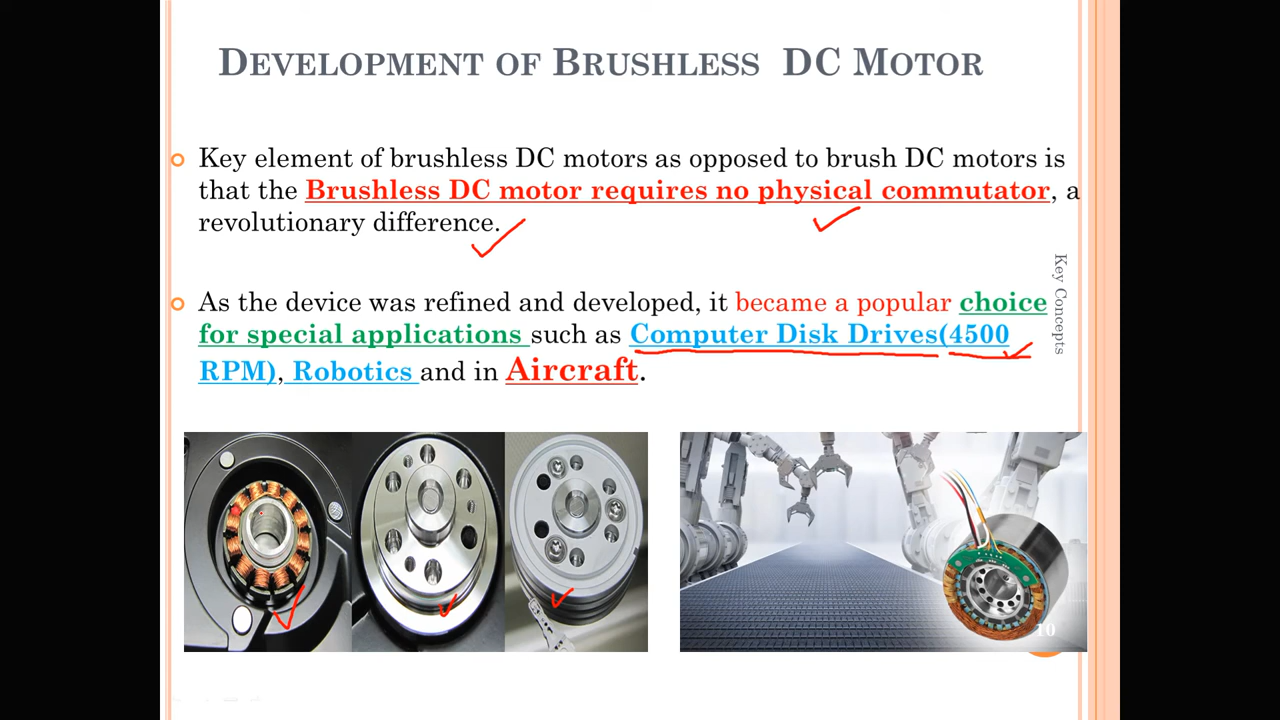 DEVELOPMENT OF BRUSHLESS DC MOTOR
Key element of brushless DC motors as opposed to brush DC motors is
that the Brushless DC motor requires no physical commutator, a
revolutionary difference.
As the device was refined and developed, it became a popular choice
for special applications such as Computer Disk Drives(4500
RPM), Robotics and in Aircraft.
Key Concepts
10